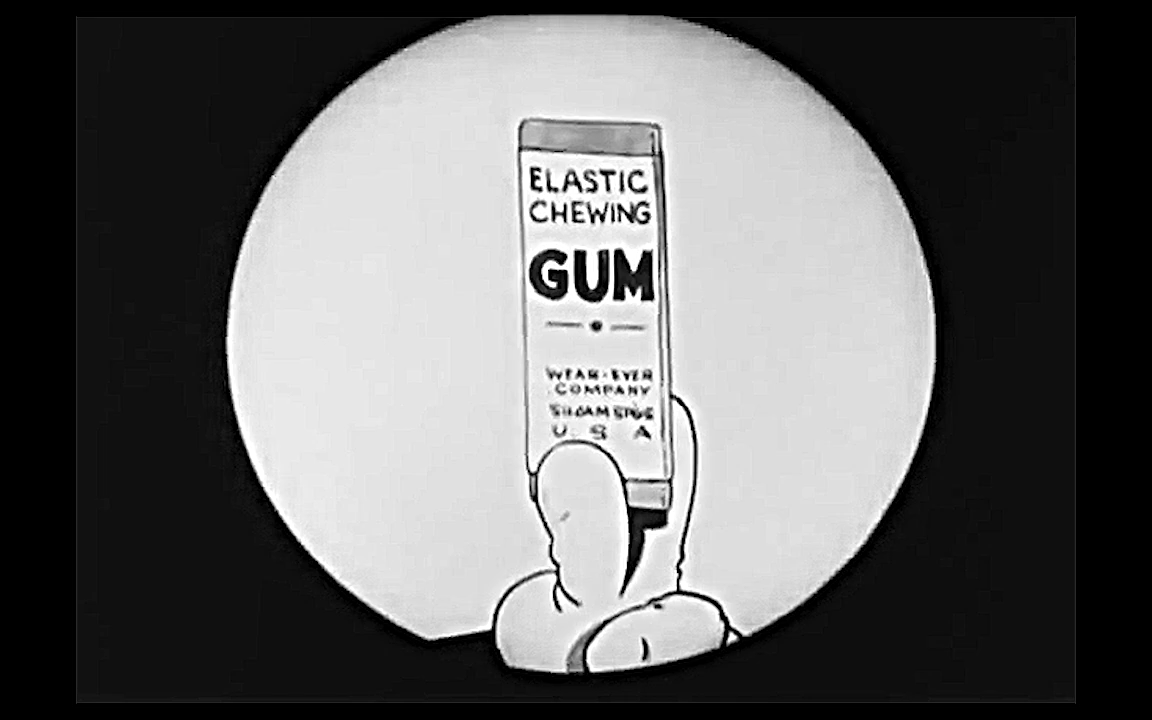 ELASTIC
CHEWING
GUM
WEAR-EVER
COMPANY
U S A